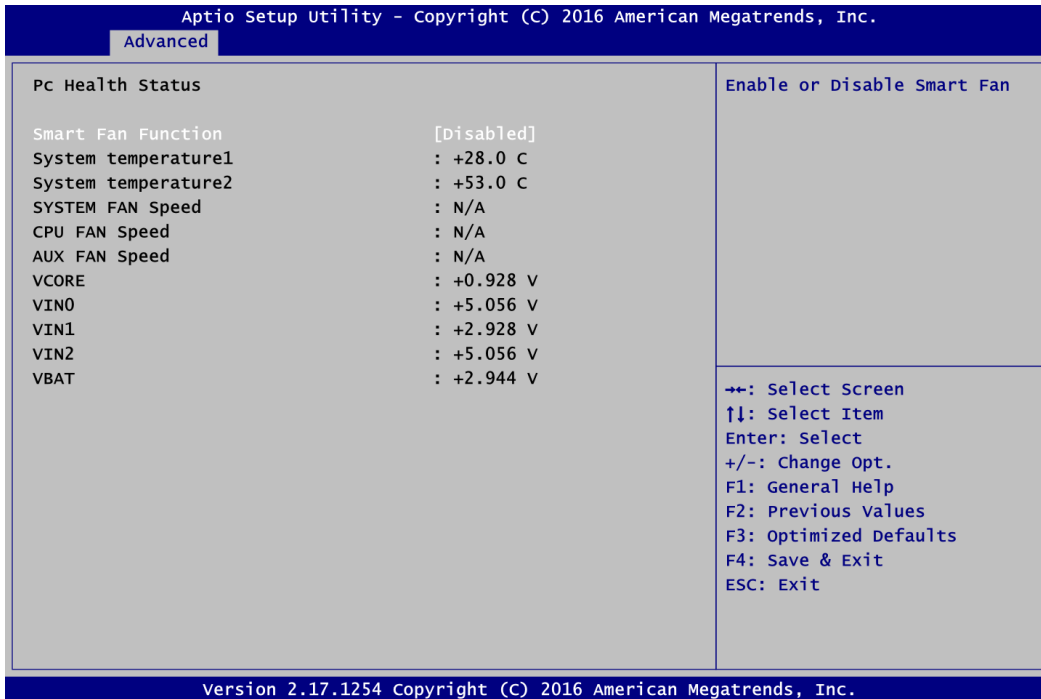 Aptio Setup Utility - Copyright (C) 2016 American Megatrends, Inc.
Advanced
Pc Health Status
Smart Fan Function [Disabled]
System temperature1 : +28.0 C
System temperature2 : +53.0 C
SYSTEM FAN Speed : N/A
CPU FAN Speed : N/A
AUX FAN Speed : N/A
VCORE : +0.928 V
VIN0 : +5.056 V
VIN1 : +2.928 V
VIN2 : +5.056 V
VBAT : +2.944 V
Enable or Disable Smart Fan
→←: Select Screen
↑↓: Select Item
Enter: Select
+/-: Change Opt.
F1: General Help
F2: Previous Values
F3: Optimized Defaults
F4: Save & Exit
ESC: Exit
Version 2.17.1254 Copyright (C) 2016 American Megatrends, Inc.